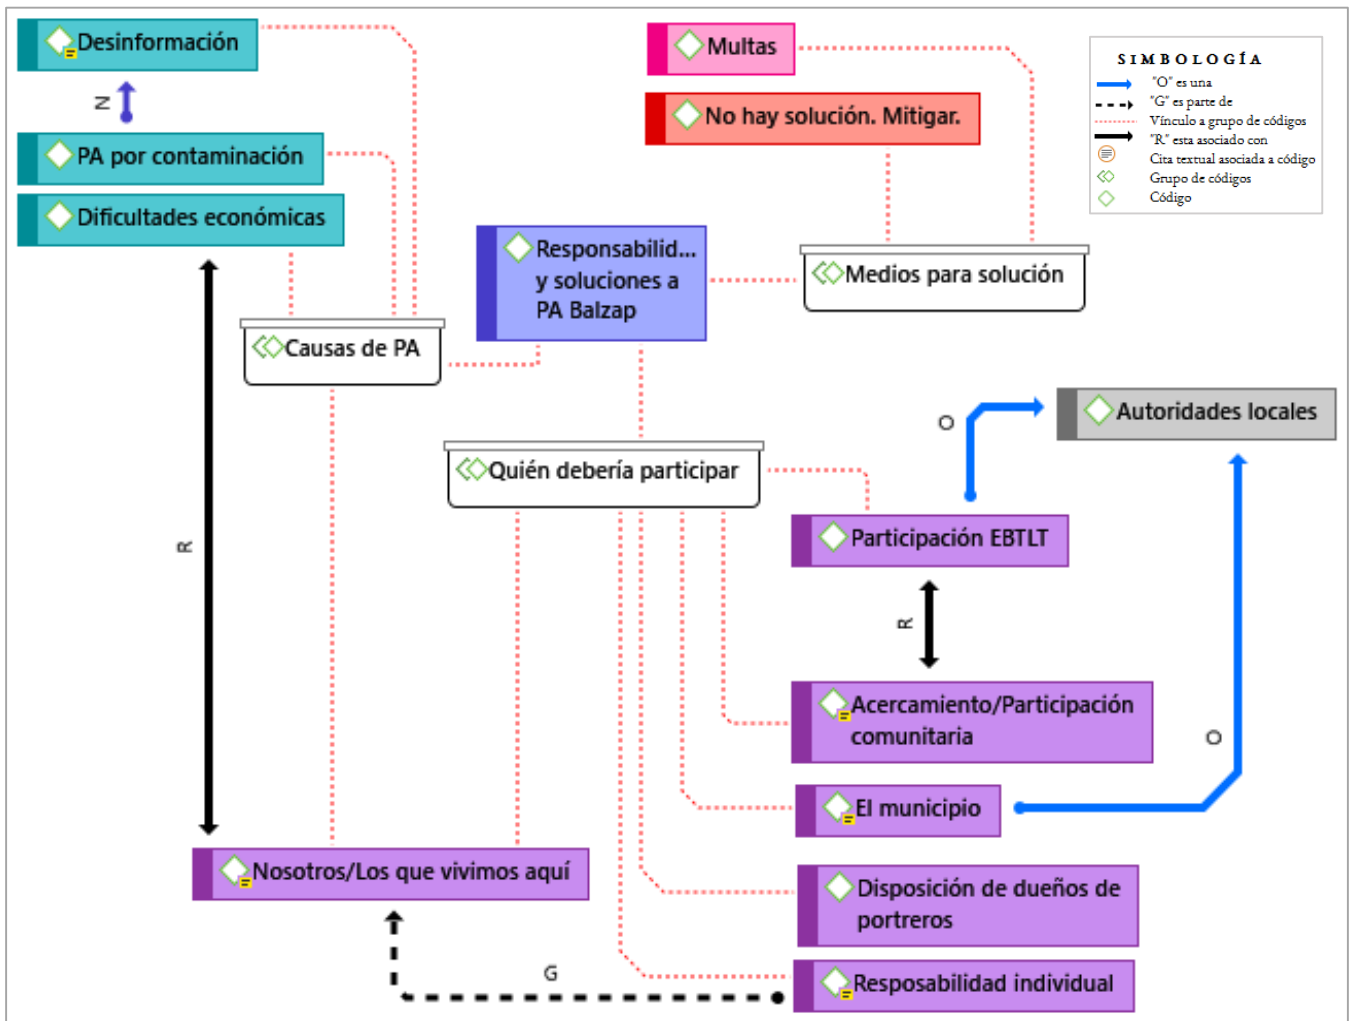 Desinformación
N
PA por contaminación
Dificultades económicas
Multas
No hay solución. Mitigar.
SIMBOLOGÍA
"O" es una
"G" es parte de
Vínculo a grupo de códigos
"R" esta asociado con
Cita textual asociada a código
Grupo de códigos
Código
Responsabilid...
y soluciones a
PA Balzap
Medios para solución
Causas de PA
Quién debería participar
Autoridades locales
O
Participación EBTLT
R
R
Acercamiento/Participación
comunitaria
O
El municipio
Nosotros/Los que vivimos aquí
Disposición de dueños de
portreros
G
Resposabilidad individual